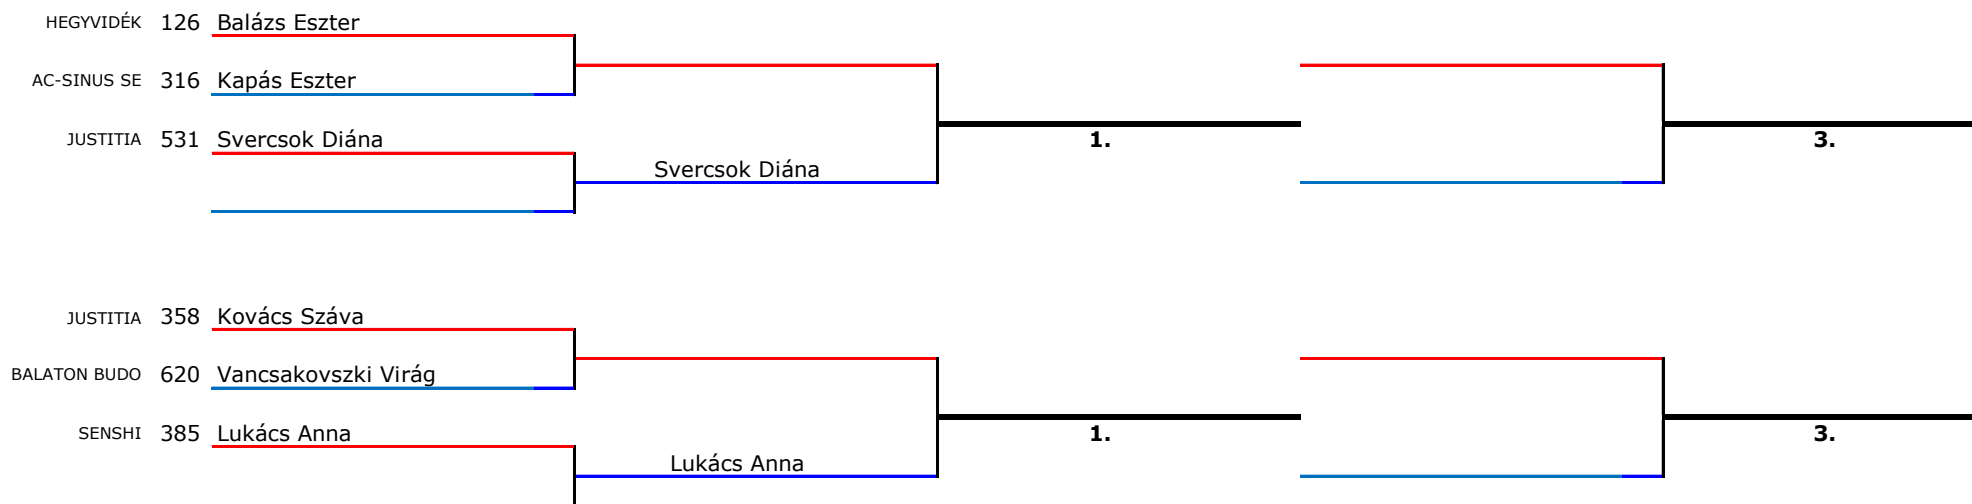 HEGYVIDÉK 126 Balázs Eszter
AC-SINUS SE 316 Kapás Eszter
JUSTITIA 531 Svercsok Diána
1.
3.
Svercsok Diána
JUSTITIA 358 Kovács Száva
BALATON BUDO 620 Vancsakovszki Virág
SENSHI 385 Lukács Anna
1.
3.
Lukács Anna